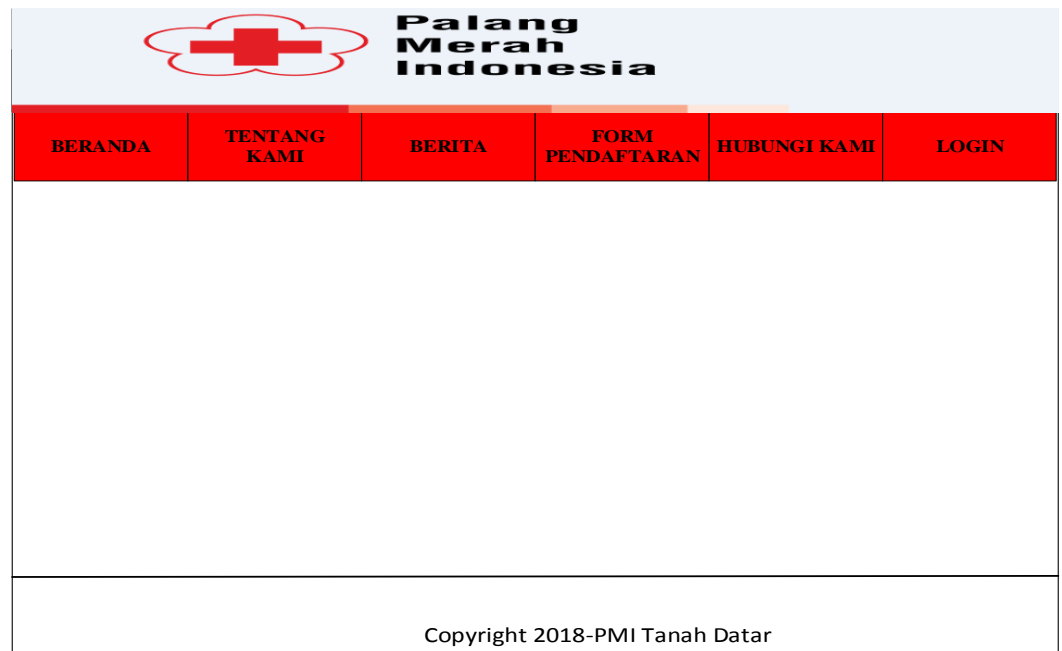 Palang
Merah
Indonesia
BERANDA
TENTANG
KAMI
BERITA
FORM
PENDAFTARAN
HUBUNGI KAMI
LOGIN
Copyright 2018-PMI Tanah Datar